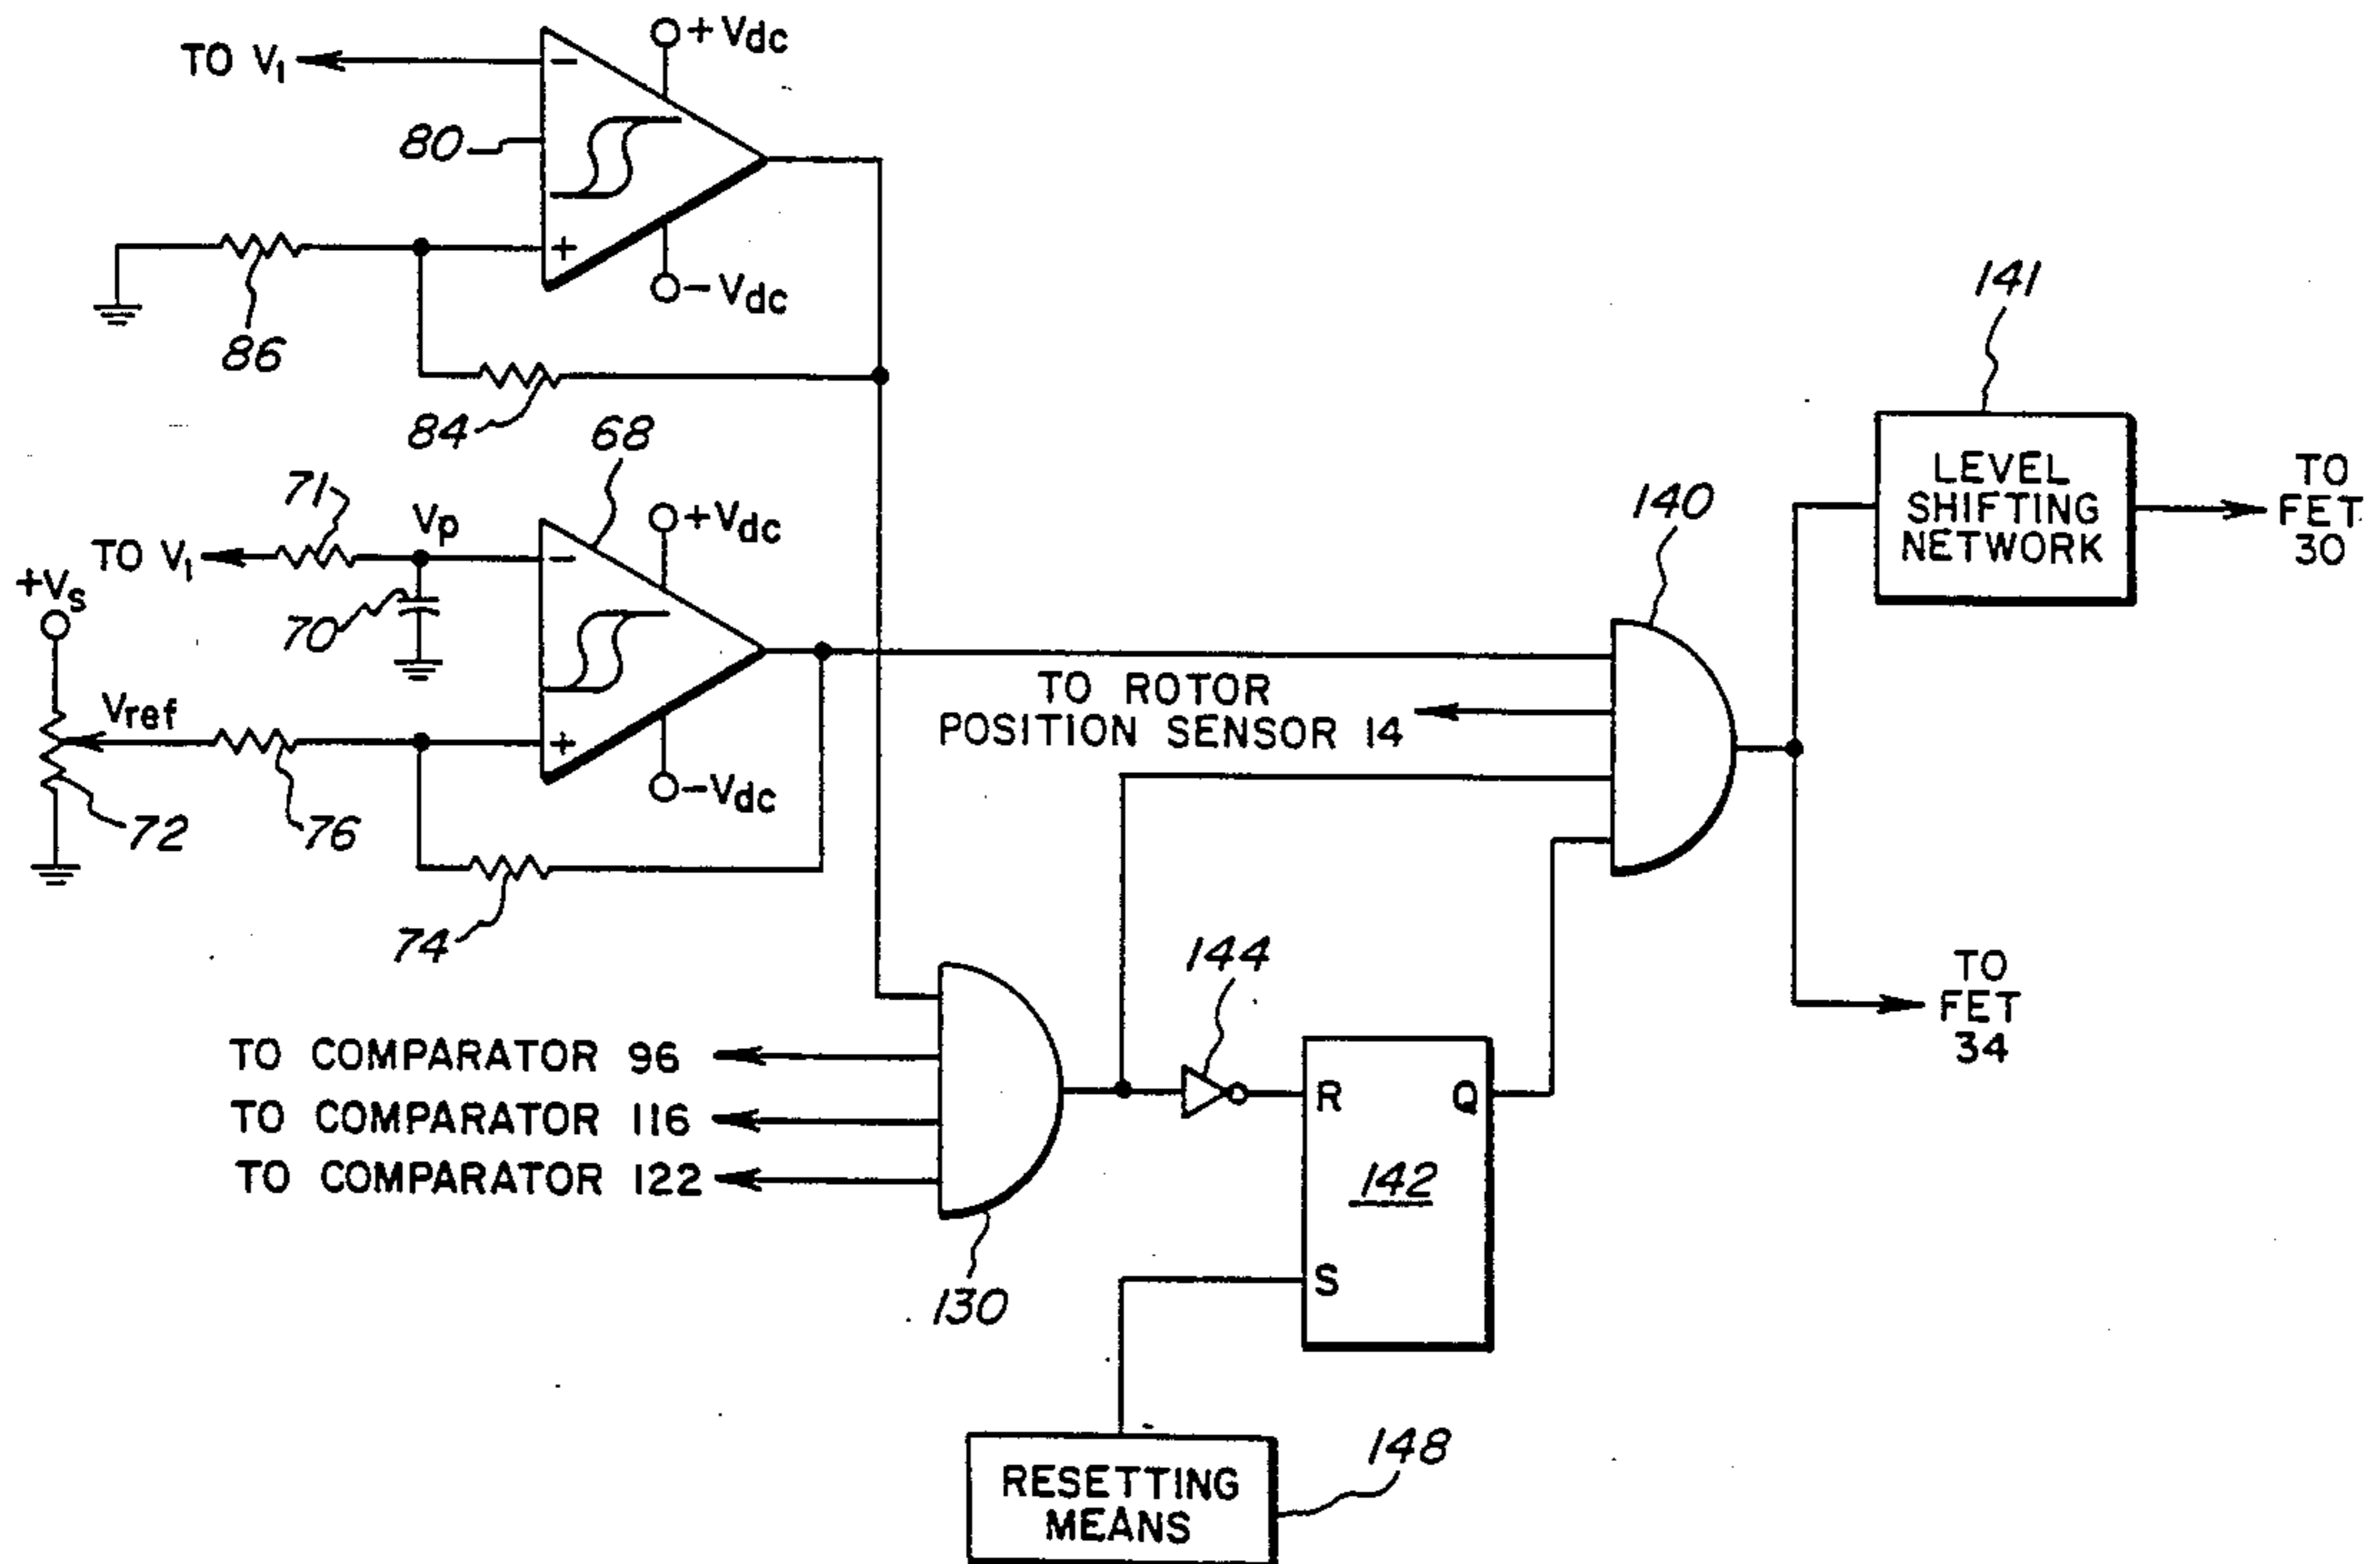 TO V1
+Vdc
80
−
+
−Vdc
86
84
68
71
Vp
+Vdc
TO V1
−
70
+Vs
Vref
+
−Vdc
72
76
74
TO ROTOR
POSITION SENSOR 14
140
141
LEVEL
SHIFTING
NETWORK
TO
FET
30
TO
FET
34
144
TO COMPARATOR 96
TO COMPARATOR 116
TO COMPARATOR 122
130
R
Q
142
S
RESETTING
MEANS
148